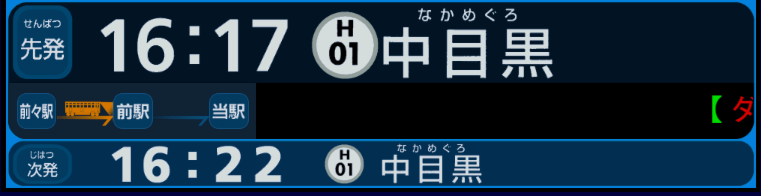 せんぱつ
先発 16:17 H 01 なかめぐろ 中目黒
前々駅 前駅 当駅 【ダ
じはつ
次発 16:22 H 01 なかめぐろ 中目黒